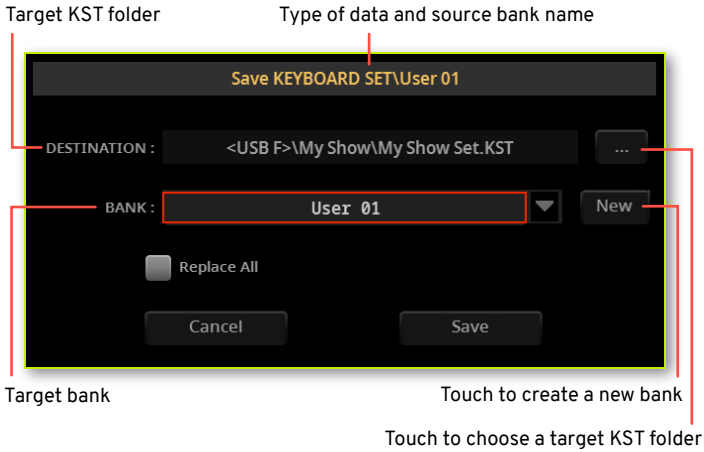 Target KST folder
Type of data and source bank name
Save KEYBOARD SET\User 01
DESTINATION :
<USB F>\My Show\My Show Set.KST
...
BANK :
User 01
New
Replace All
Cancel
Save
Target bank
Touch to create a new bank
Touch to choose a target KST folder